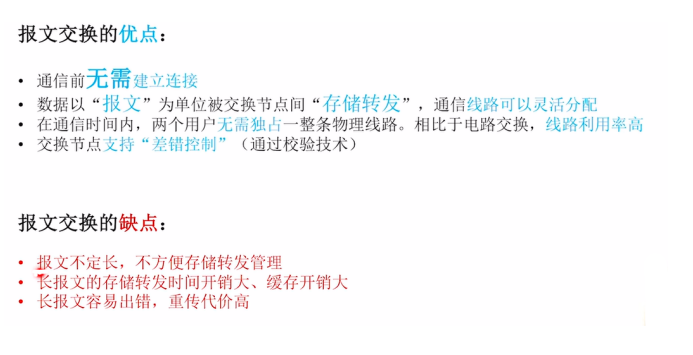 报文交换的优点：
• 通信前无需建立连接
• 数据以“报文”为单位被交换节点间“存储转发”，通信线路可以灵活分配
• 在通信时间内，两个用户无需独占一整条物理线路。相比于电路交换，线路利用率高
• 交换节点支持“差错控制”（通过校验技术）
报文交换的缺点：
• 报文不定长，不方便存储转发管理
• 长报文的存储转发时间开销大、缓存开销大
• 长报文容易出错，重传代价高